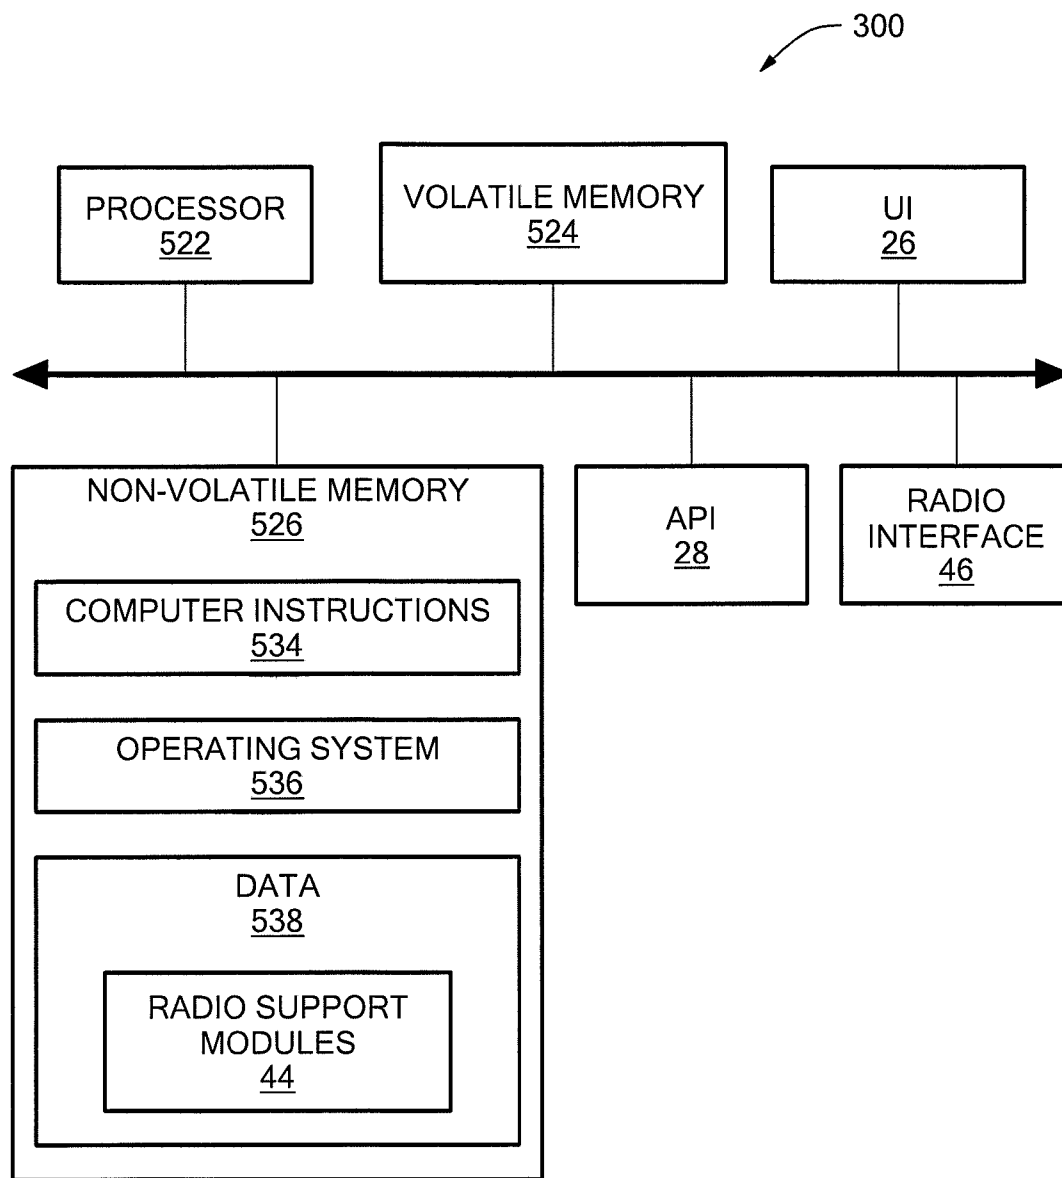 300
PROCESSOR
522
VOLATILE MEMORY
524
UI
26
NON-VOLATILE MEMORY
526
COMPUTER INSTRUCTIONS
534
OPERATING SYSTEM
536
DATA
538
RADIO SUPPORT
MODULES
44
API
28
RADIO
INTERFACE
46